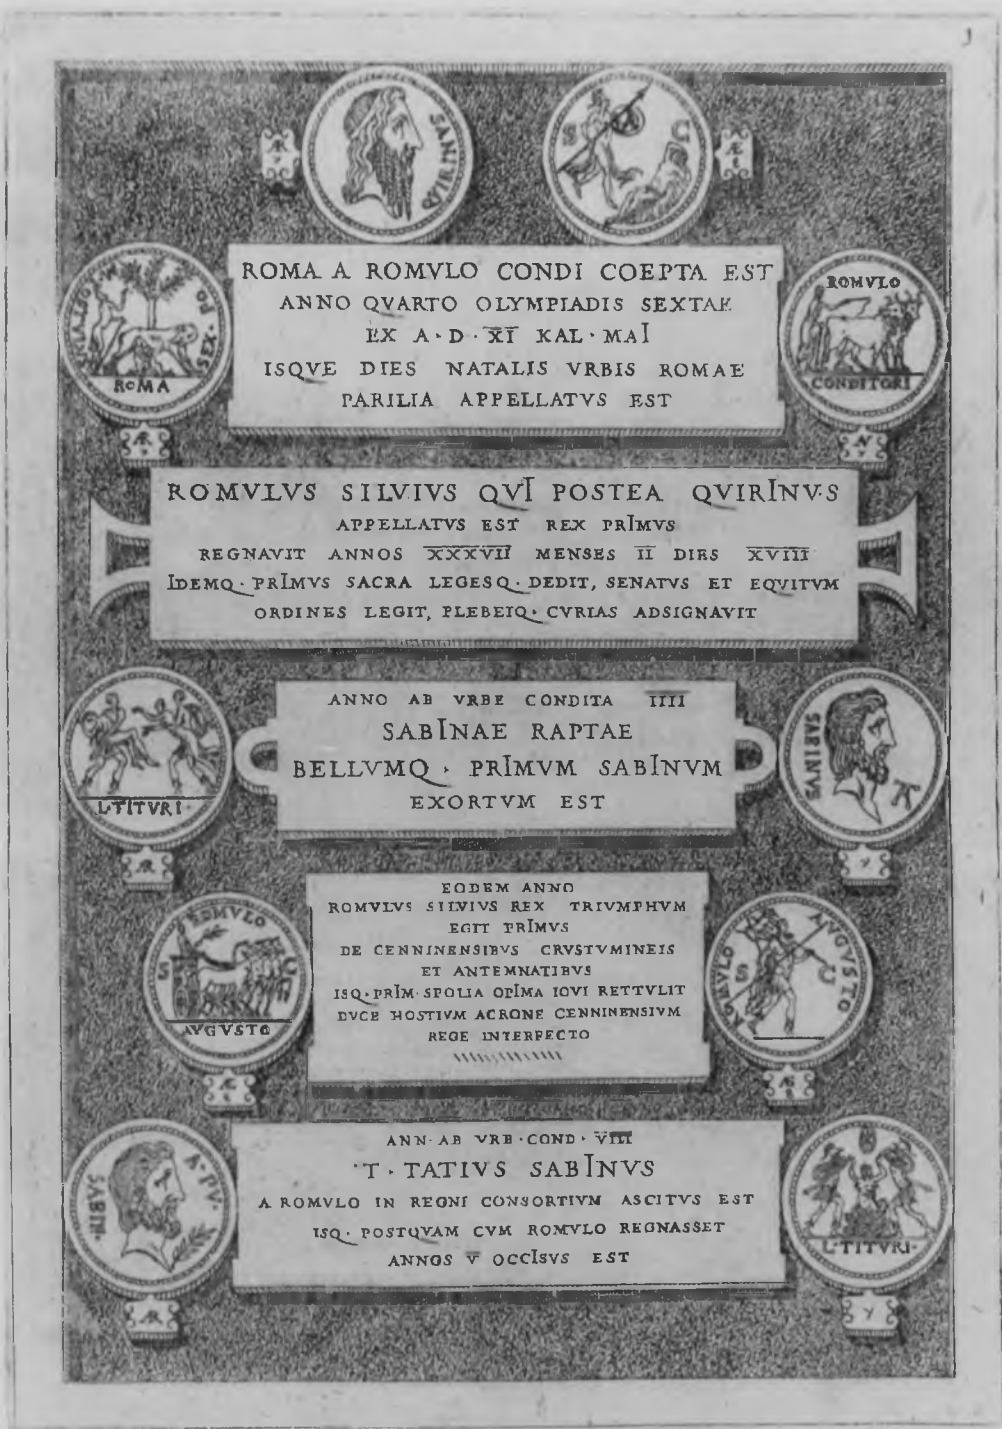 1
QVIRINAS
S C
Æ
Æ
ROMA A ROMVLO CONDI COEPTA EST
ANNO QVARTO OLYMPIADIS SEXTAE
EX A·D·XI KAL·MAI
ISQVE DIES NATALIS VRBIS ROMAE
PARILIA APPELLATVS EST
SEX·PO
ROMA
Æ
ROMVLO
CONDITORI
ROMVLVS SILVIVS QVI POSTEA QVIRINVS
APPELLATVS EST REX PRIMVS
REGNAVIT ANNOS XXXVII MENSES II DIES XVIII
IDEMQ·PRIMVS SACRA LEGESQ·DEDIT, SENATVS ET EQVITVM
ORDINES LEGIT, PLEBEIQ·CVRIAS ADSIGNAVIT
L·TITVRI·
ANNO AB VRBE CONDITA IIII
SABINAE RAPTAE
BELLVMQ· PRIMVM SABINVM
EXORTVM EST
SABINVS
ROMVLO
S C
AVGVSTO
Æ
EODEM ANNO
ROMVLVS SILVIVS REX TRIVMPHVM
EGIT PRIMVS
DE CENNINENSIBVS CRVSTVMINEIS
ET ANTEMNATIBVS
ISQ·PRIM·SPOLIA OPIMA IOVI RETTVLIT
DVCE HOSTIVM ACRONE CENNINENSIVM
REGE INTERFECTO
ROMVLO AVGVSTO
S C
Æ
SABIN·
A·PV·
ANN·AB VRB·COND·VIII
T·TATIVS SABINVS
A ROMVLO IN REGNI CONSORTIVM ASCITVS EST
ISQ·POSTQVAM CVM ROMVLO REGNASSET
ANNOS V OCCISVS EST
L·TITVRI·